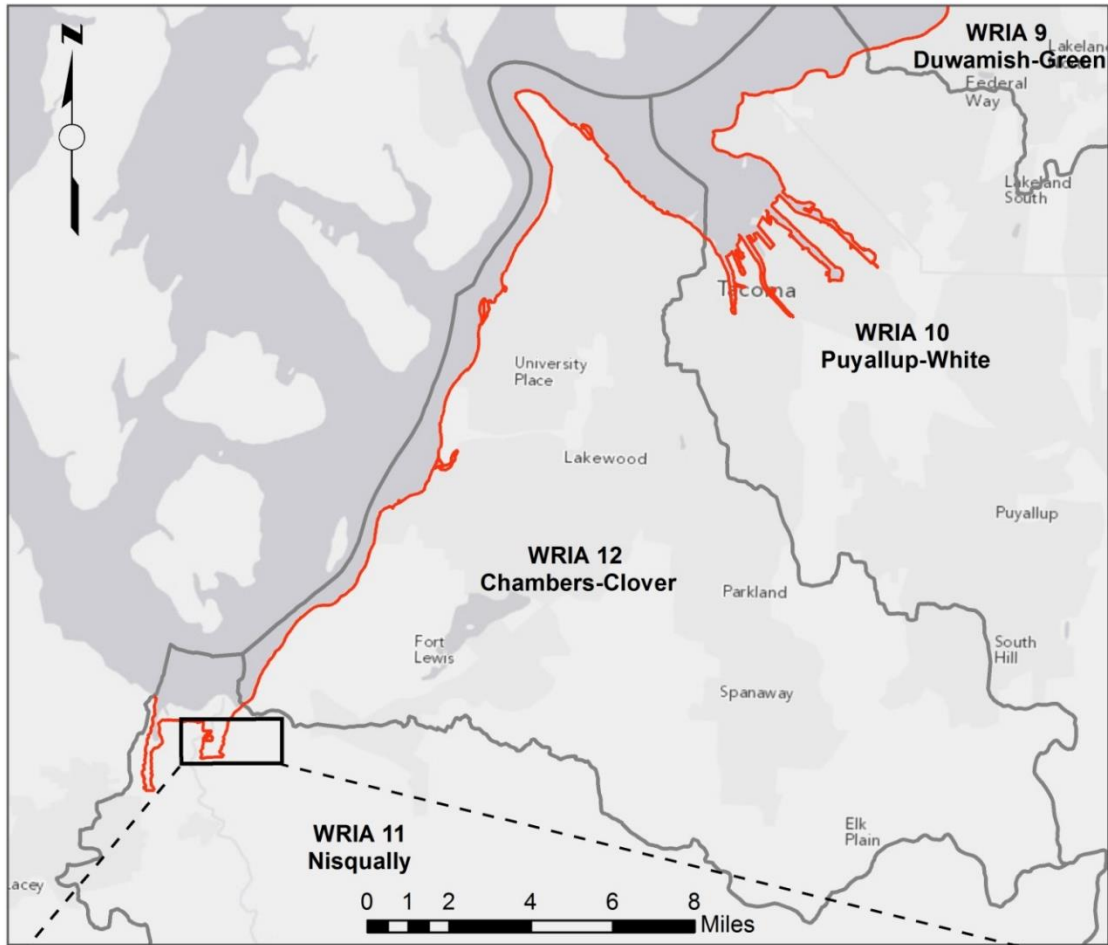 N
WRIA 9
Duwamish-Green
Lakeland
Federal
Way
Lakeland
South
Tacoma
WRIA 10
Puyallup-White
University
Place
Lakewood
Puyallup
WRIA 12
Chambers-Clover
Parkland
Fort
Lewis
South
Hill
Spanaway
Elk
Plain
WRIA 11
Nisqually
Lacey
0 1 2 4 6 8
Miles